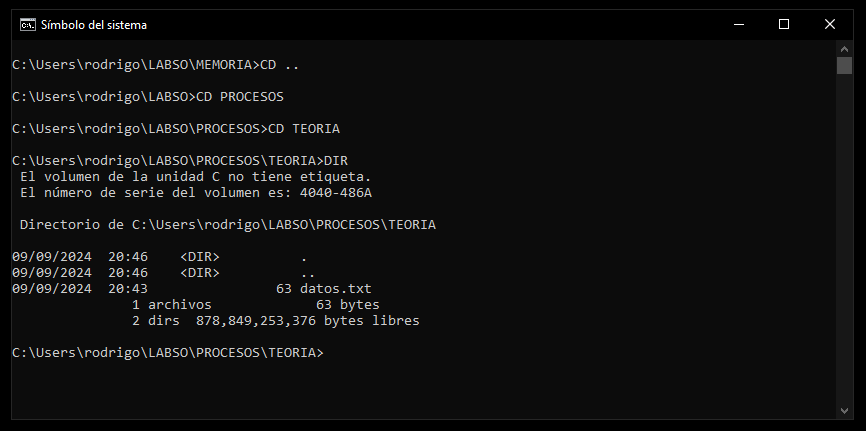 Símbolo del sistema
C:\Users\rodrigo\LABSO\MEMORIA>CD ..
C:\Users\rodrigo\LABSO>CD PROCESOS
C:\Users\rodrigo\LABSO\PROCESOS>CD TEORIA
C:\Users\rodrigo\LABSO\PROCESOS\TEORIA>DIR
 El volumen de la unidad C no tiene etiqueta.
 El número de serie del volumen es: 4040-486A
 Directorio de C:\Users\rodrigo\LABSO\PROCESOS\TEORIA
09/09/2024  20:46    <DIR>          .
09/09/2024  20:46    <DIR>          ..
09/09/2024  20:43                63 datos.txt
               1 archivos             63 bytes
               2 dirs  878,849,253,376 bytes libres
C:\Users\rodrigo\LABSO\PROCESOS\TEORIA>